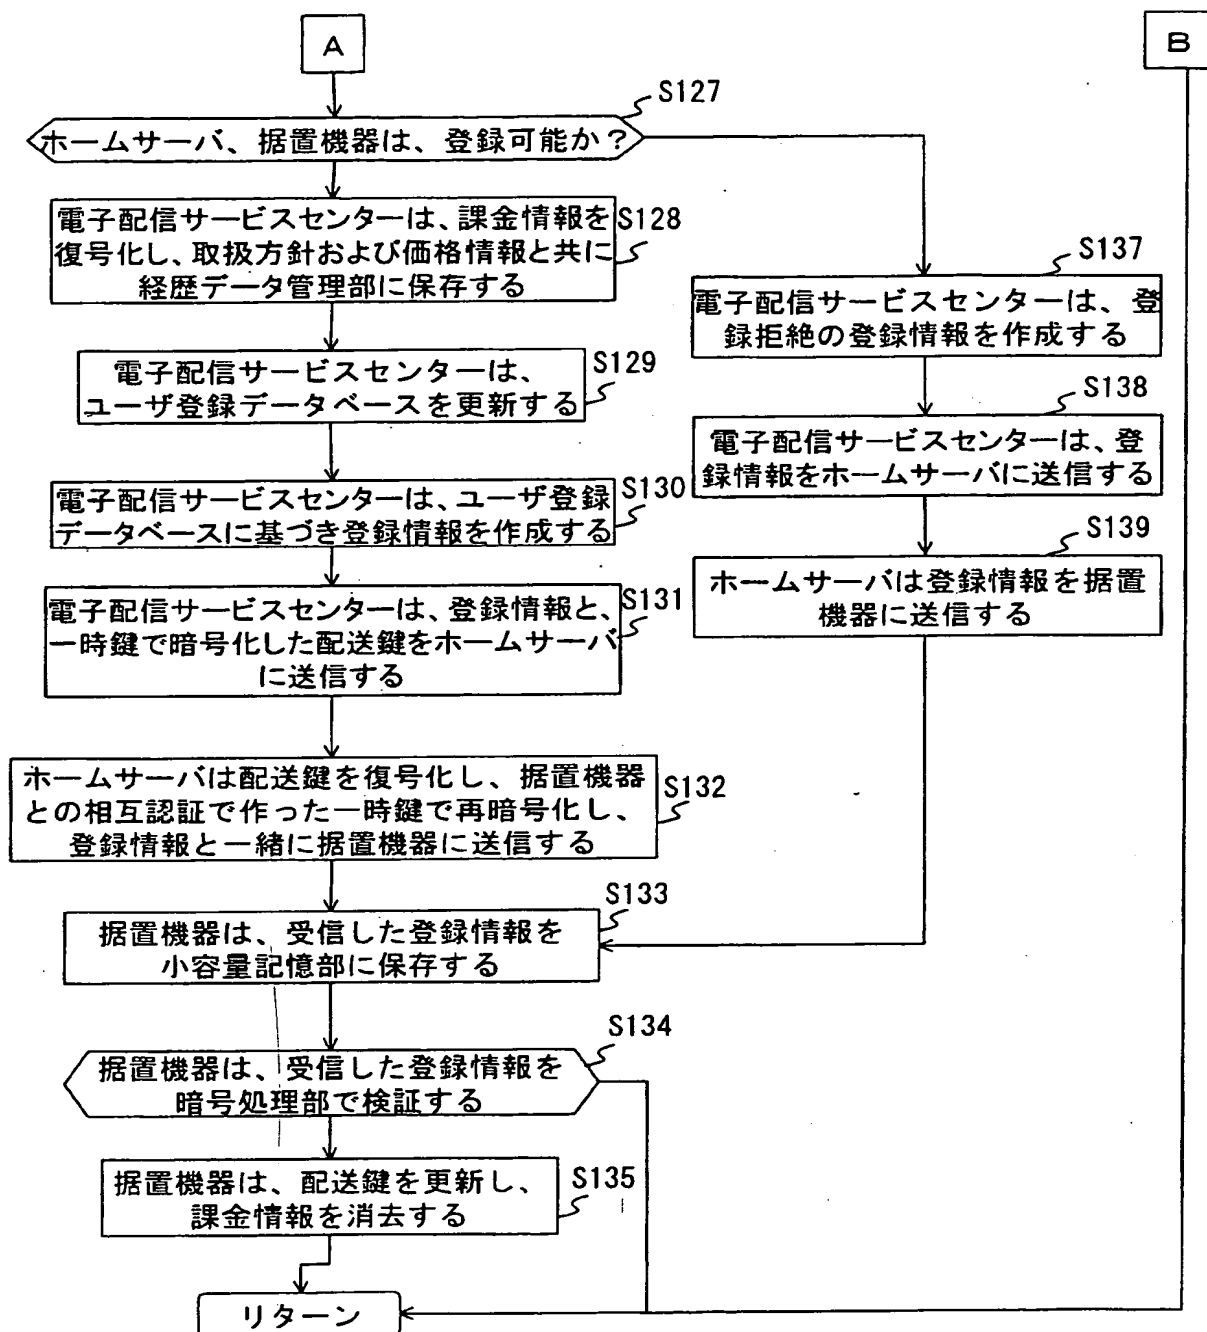 A
B
S127
ホームサーバ、据置機器は、登録可能か?
電子配信サービスセンターは、課金情報を
復号化し、取扱方針および価格情報と共に
経歴データ管理部に保存する
S128
電子配信サービスセンターは、
ユーザ登録データベースを更新する
S129
電子配信サービスセンターは、ユーザ登録
データベースに基づき登録情報を作成する
S130
電子配信サービスセンターは、登録情報と、
一時鍵で暗号化した配送鍵をホームサーバ
に送信する
S131
ホームサーバは配送鍵を復号化し、据置機器
との相互認証で作った一時鍵で再暗号化し、
登録情報と一緒に据置機器に送信する
S132
S133
据置機器は、受信した登録情報を
小容量記憶部に保存する
S134
据置機器は、受信した登録情報を
暗号処理部で検証する
据置機器は、配送鍵を更新し、
課金情報を消去する
S135
リターン
S137
電子配信サービスセンターは、登
録拒絶の登録情報を作成する
S138
電子配信サービスセンターは、登
録情報をホームサーバに送信する
S139
ホームサーバは登録情報を据置
機器に送信する